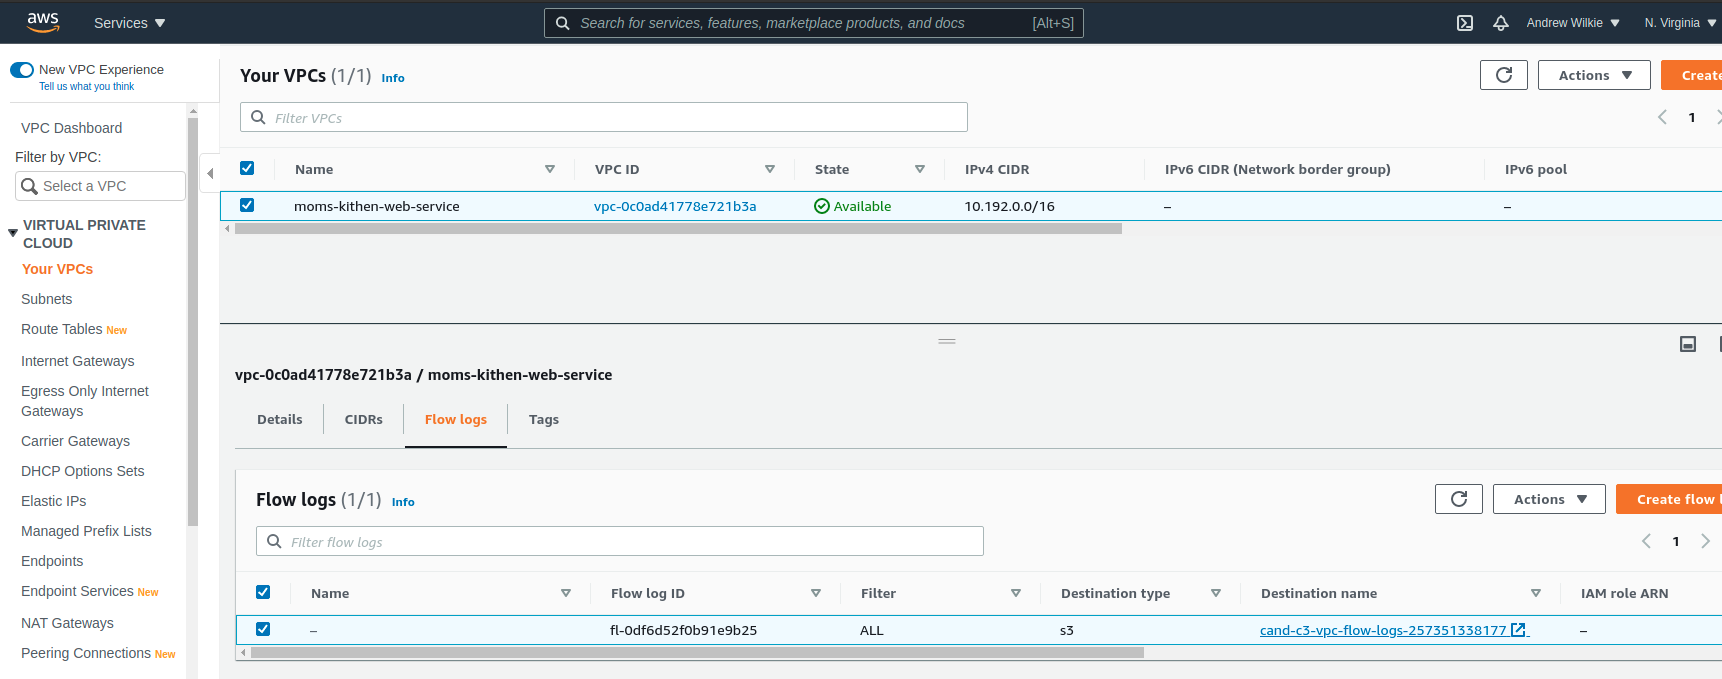 aws Services Search for services, features, marketplace products, and docs [Alt+S] Andrew Wilkie N. Virginia
New VPC Experience
Tell us what you think
VPC Dashboard
Filter by VPC:
Select a VPC
VIRTUAL PRIVATE
CLOUD
Your VPCs
Subnets
Route Tables New
Internet Gateways
Egress Only Internet
Gateways
Carrier Gateways
DHCP Options Sets
Elastic IPs
Managed Prefix Lists
Endpoints
Endpoint Services New
NAT Gateways
Peering Connections New
Your VPCs (1/1) Info Actions Create
Filter VPCs 1
Name VPC ID State IPv4 CIDR IPv6 CIDR (Network border group) IPv6 pool
moms-kithen-web-service vpc-0c0ad41778e721b3a Available 10.192.0.0/16 – –
vpc-0c0ad41778e721b3a / moms-kithen-web-service
Details CIDRs Flow logs Tags
Flow logs (1/1) Info Actions Create flow
Filter flow logs 1
Name Flow log ID Filter Destination type Destination name IAM role ARN
– fl-0df6d52f0b91e9b25 ALL s3 cand-c3-vpc-flow-logs-257351338177 –